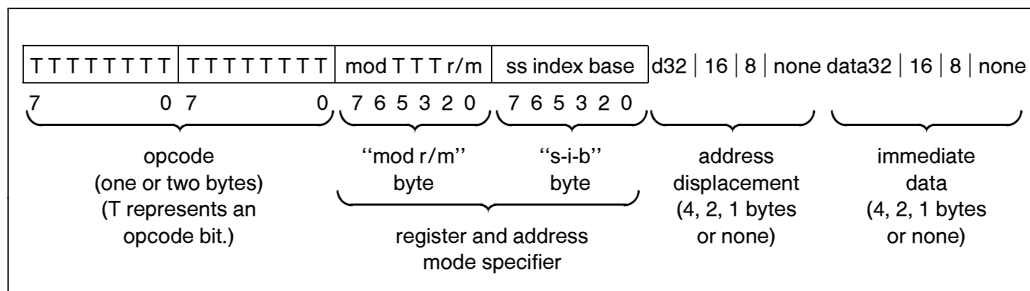 T T T T T T T T T T T T T T T T mod T T T r/m ss index base d32 | 16 | 8 | none data32 | 16 | 8 | none
7 0 7 0 7 6 5 3 2 0 7 6 5 3 2 0
opcode ‘‘mod r/m’’ ‘‘s-i-b’’ address immediate
(one or two bytes) byte byte displacement data
(T represents an (4, 2, 1 bytes (4, 2, 1 bytes
opcode bit.) register and address or none) or none)
mode specifier